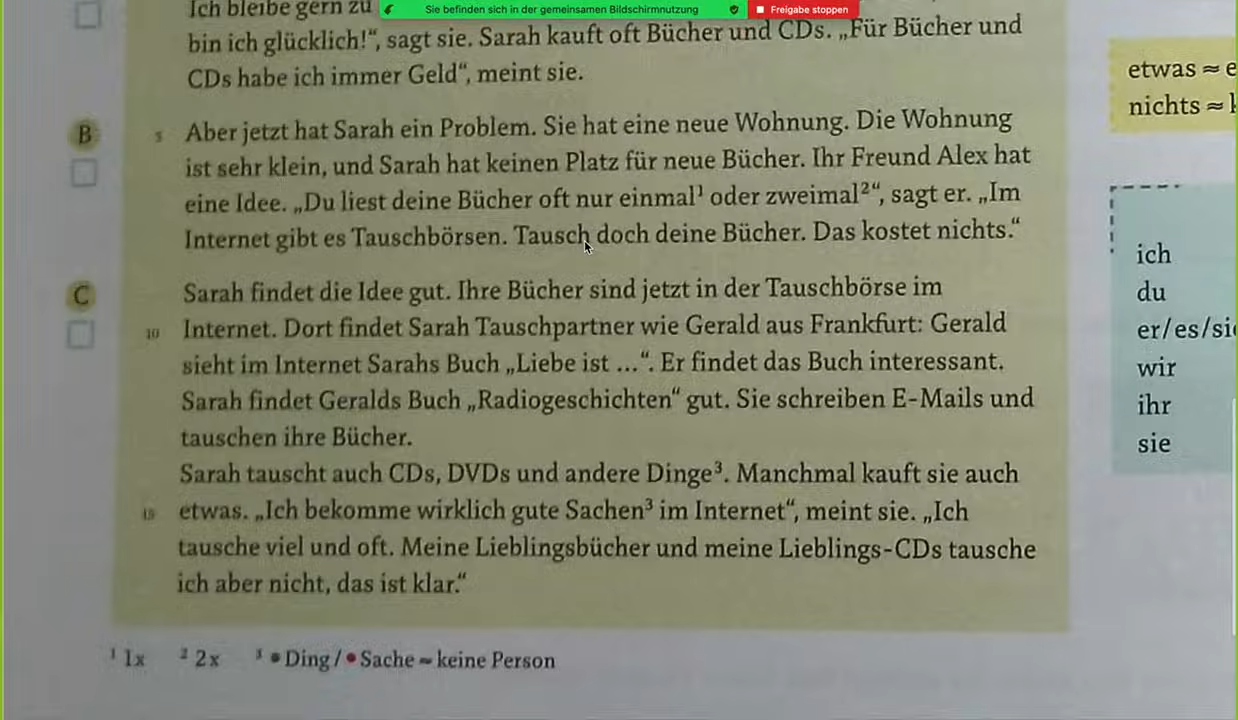 Sie befinden sich in der gemeinsamen Bildschirmnutzung
Freigabe stoppen
Ich bleibe gern zu
bin ich glücklich!“, sagt sie. Sarah kauft oft Bücher und CDs. „Für Bücher und
CDs habe ich immer Geld“, meint sie.
B
5 Aber jetzt hat Sarah ein Problem. Sie hat eine neue Wohnung. Die Wohnung
ist sehr klein, und Sarah hat keinen Platz für neue Bücher. Ihr Freund Alex hat
eine Idee. „Du liest deine Bücher oft nur einmal¹ oder zweimal²“, sagt er. „Im
Internet gibt es Tauschbörsen. Tausch doch deine Bücher. Das kostet nichts.“
C
Sarah findet die Idee gut. Ihre Bücher sind jetzt in der Tauschbörse im
10 Internet. Dort findet Sarah Tauschpartner wie Gerald aus Frankfurt: Gerald
sieht im Internet Sarahs Buch „Liebe ist ...“. Er findet das Buch interessant.
Sarah findet Geralds Buch „Radiogeschichten“ gut. Sie schreiben E-Mails und
tauschen ihre Bücher.
Sarah tauscht auch CDs, DVDs und andere Dinge³. Manchmal kauft sie auch
15 etwas. „Ich bekomme wirklich gute Sachen³ im Internet“, meint sie. „Ich
tausche viel und oft. Meine Lieblingsbücher und meine Lieblings-CDs tausche
ich aber nicht, das ist klar.“
¹ 1x ² 2x ³ • Ding / • Sache ≈ keine Person
etwas ≈
nichts ≈
ich
du
er/es/sie
wir
ihr
sie